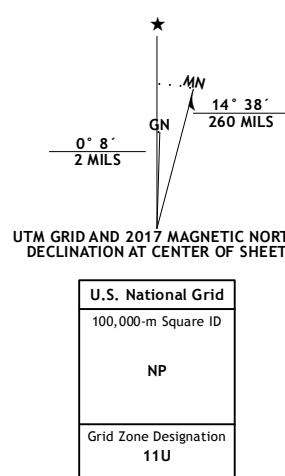 MN
GN
14° 38´
260 MILS
0° 8´
2 MILS
UTM GRID AND 2017 MAGNETIC NORT
DECLINATION AT CENTER OF SHEET
U.S. National Grid
100,000-m Square ID
NP
Grid Zone Designation
11U